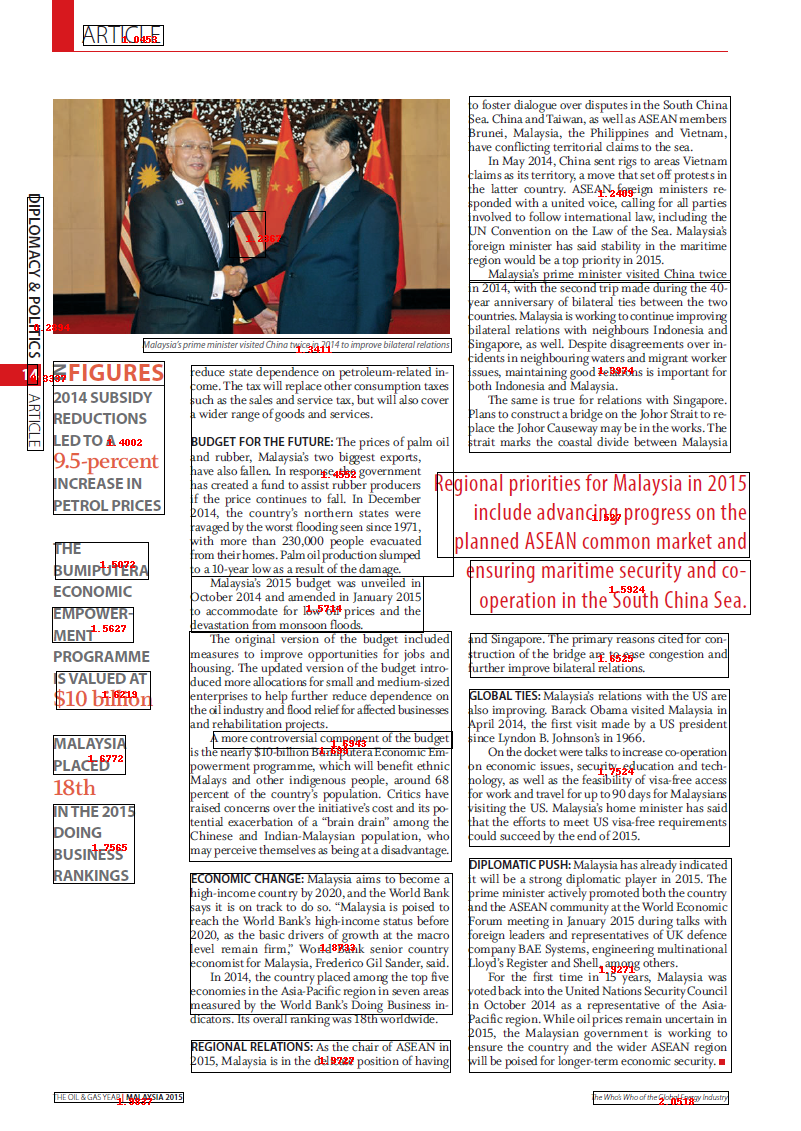 ARTICLE
DIPLOMACY & POLITICS
14
ARTICLE
Malaysia's prime minister visited China twice in 2014 to improve bilateral relations
IN FIGURES
2014 SUBSIDY
REDUCTIONS
LED TO A
9.5-percent
INCREASE IN
PETROL PRICES
THE
BUMIPUTERA
ECONOMIC
EMPOWER-
MENT
PROGRAMME
IS VALUED AT
$10 billion
MALAYSIA
PLACED
18th
IN THE 2015
DOING
BUSINESS
RANKINGS
reduce state dependence on petroleum-related in-
come. The tax will replace other consumption taxes
such as the sales and service tax, but will also cover
a wider range of goods and services.
BUDGET FOR THE FUTURE: The prices of palm oil
and rubber, Malaysia's two biggest exports,
have also fallen. In response, the government
has created a fund to assist rubber producers
if the price continues to fall. In December
2014, the country's northern states were
ravaged by the worst flooding seen since 1971,
with more than 230,000 people evacuated
from their homes. Palm oil production slumped
to a 10-year low as a result of the damage.
Malaysia's 2015 budget was unveiled in
October 2014 and amended in January 2015
to accommodate for low oil prices and the
devastation from monsoon floods.
The original version of the budget included
measures to improve opportunities for jobs and
housing. The updated version of the budget intro-
duced more allocations for small and medium-sized
enterprises to help further reduce dependence on
the oil industry and flood relief for affected businesses
and rehabilitation projects.
A more controversial component of the budget
is the nearly $10-billion Bumiputera Economic Em-
powerment programme, which will benefit ethnic
Malays and other indigenous people, around 68
percent of the country's population. Critics have
raised concerns over the initiative's cost and its po-
tential exacerbation of a "brain drain" among the
Chinese and Indian-Malaysian population, who
may perceive themselves as being at a disadvantage.
ECONOMIC CHANGE: Malaysia aims to become a
high-income country by 2020, and the World Bank
says it is on track to do so. "Malaysia is poised to
reach the World Bank's high-income status before
2020, as the basic drivers of growth at the macro
level remain firm," World Bank senior country
economist for Malaysia, Frederico Gil Sander, said.
In 2014, the country placed among the top five
economies in the Asia-Pacific region in seven areas
measured by the World Bank's Doing Business in-
dicators. Its overall ranking was 18th worldwide.
REGIONAL RELATIONS: As the chair of ASEAN in
2015, Malaysia is in the delicate position of having
to foster dialogue over disputes in the South China
Sea. China and Taiwan, as well as ASEAN members
Brunei, Malaysia, the Philippines and Vietnam,
have conflicting territorial claims to the sea.
In May 2014, China sent rigs to areas Vietnam
claims as its territory, a move that set off protests in
the latter country. ASEAN foreign ministers re-
sponded with a united voice, calling for all parties
involved to follow international law, including the
UN Convention on the Law of the Sea. Malaysia's
foreign minister has said stability in the maritime
region would be a top priority in 2015.
Malaysia's prime minister visited China twice
in 2014, with the second trip made during the 40-
year anniversary of bilateral ties between the two
countries. Malaysia is working to continue improving
bilateral relations with neighbours Indonesia and
Singapore, as well. Despite disagreements over in-
cidents in neighbouring waters and migrant worker
issues, maintaining good relations is important for
both Indonesia and Malaysia.
The same is true for relations with Singapore.
Plans to construct a bridge on the Johor Strait to re-
place the Johor Causeway may be in the works. The
strait marks the coastal divide between Malaysia
Regional priorities for Malaysia in 2015
include advancing progress on the
planned ASEAN common market and
ensuring maritime security and co-
operation in the South China Sea.
and Singapore. The primary reasons cited for con-
struction of the bridge are to ease congestion and
further improve bilateral relations.
GLOBAL TIES: Malaysia's relations with the US are
also improving. Barack Obama visited Malaysia in
April 2014, the first visit made by a US president
since Lyndon B. Johnson's in 1966.
On the docket were talks to increase co-operation
on economic issues, security, education and tech-
nology, as well as the feasibility of visa-free access
for work and travel for up to 90 days for Malaysians
visiting the US. Malaysia's home minister has said
that the efforts to meet US visa-free requirements
could succeed by the end of 2015.
DIPLOMATIC PUSH: Malaysia has already indicated
it will be a strong diplomatic player in 2015. The
prime minister actively promoted both the country
and the ASEAN community at the World Economic
Forum meeting in January 2015 during talks with
foreign leaders and representatives of UK defence
company BAE Systems, engineering multinational
Lloyd's Register and Shell, among others.
For the first time in 15 years, Malaysia was
voted back into the United Nations Security Council
in October 2014 as a representative of the Asia-
Pacific region. While oil prices remain uncertain in
2015, the Malaysian government is working to
ensure the country and the wider ASEAN region
will be poised for longer-term economic security.
THE OIL & GAS YEAR | MALAYSIA 2015
The Who's Who of the Global Energy Industry